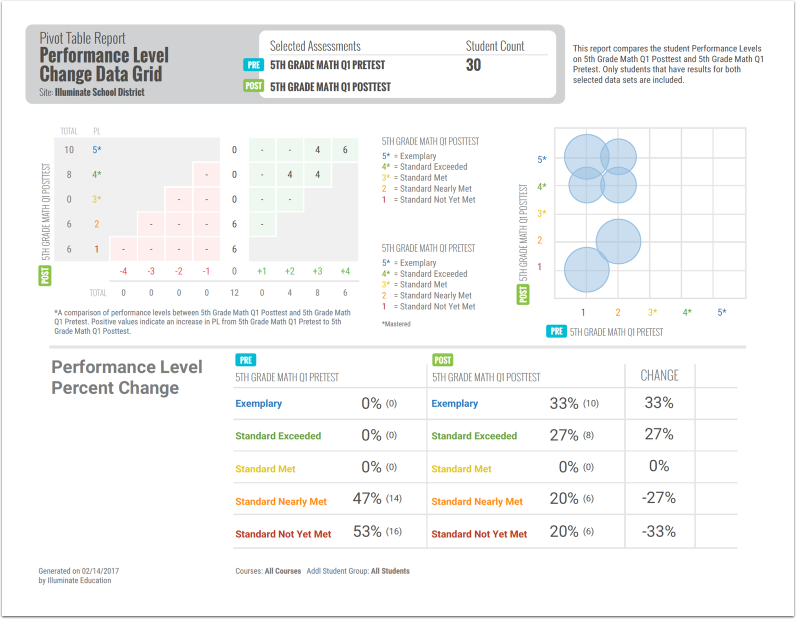 Pivot Table Report
Performance Level
Change Data Grid
Site: Illuminate School District
Selected Assessments Student Count
PRE 5TH GRADE MATH Q1 PRETEST 30
POST 5TH GRADE MATH Q1 POSTTEST
This report compares the student Performance Levels
on 5th Grade Math Q1 Posttest and 5th Grade Math Q1
Pretest. Only students that have results for both
selected data sets are included.
TOTAL PL
10 5* 0 - - 4 6
8 4* - 0 - 4 4
0 3* - - 0 - -
6 2 - - - 6 -
6 1 - - - - 6
-4 -3 -2 -1 0 +1 +2 +3 +4
TOTAL 0 0 0 0 12 0 4 8 6
POST 5TH GRADE MATH Q1 POSTTEST
*A comparison of performance levels between 5th Grade Math Q1 Posttest and 5th Grade Math
Q1 Pretest. Positive values indicate an increase in PL from 5th Grade Math Q1 Pretest to 5th
Grade Math Q1 Posttest.
5TH GRADE MATH Q1 POSTTEST
5* = Exemplary
4* = Standard Exceeded
3* = Standard Met
2 = Standard Nearly Met
1 = Standard Not Yet Met
5TH GRADE MATH Q1 PRETEST
5* = Exemplary
4* = Standard Exceeded
3* = Standard Met
2 = Standard Nearly Met
1 = Standard Not Yet Met
*Mastered
POST 5TH GRADE MATH Q1 POSTTEST
5*
4*
3*
2
1
1 2 3* 4* 5*
PRE 5TH GRADE MATH Q1 PRETEST
Performance Level
Percent Change
PRE POST
5TH GRADE MATH Q1 PRETEST 5TH GRADE MATH Q1 POSTTEST CHANGE
Exemplary 0% (0) Exemplary 33% (10) 33%
Standard Exceeded 0% (0) Standard Exceeded 27% (8) 27%
Standard Met 0% (0) Standard Met 0% (0) 0%
Standard Nearly Met 47% (14) Standard Nearly Met 20% (6) -27%
Standard Not Yet Met 53% (16) Standard Not Yet Met 20% (6) -33%
Generated on 02/14/2017
by Illuminate Education
Courses: All Courses Addl Student Group: All Students